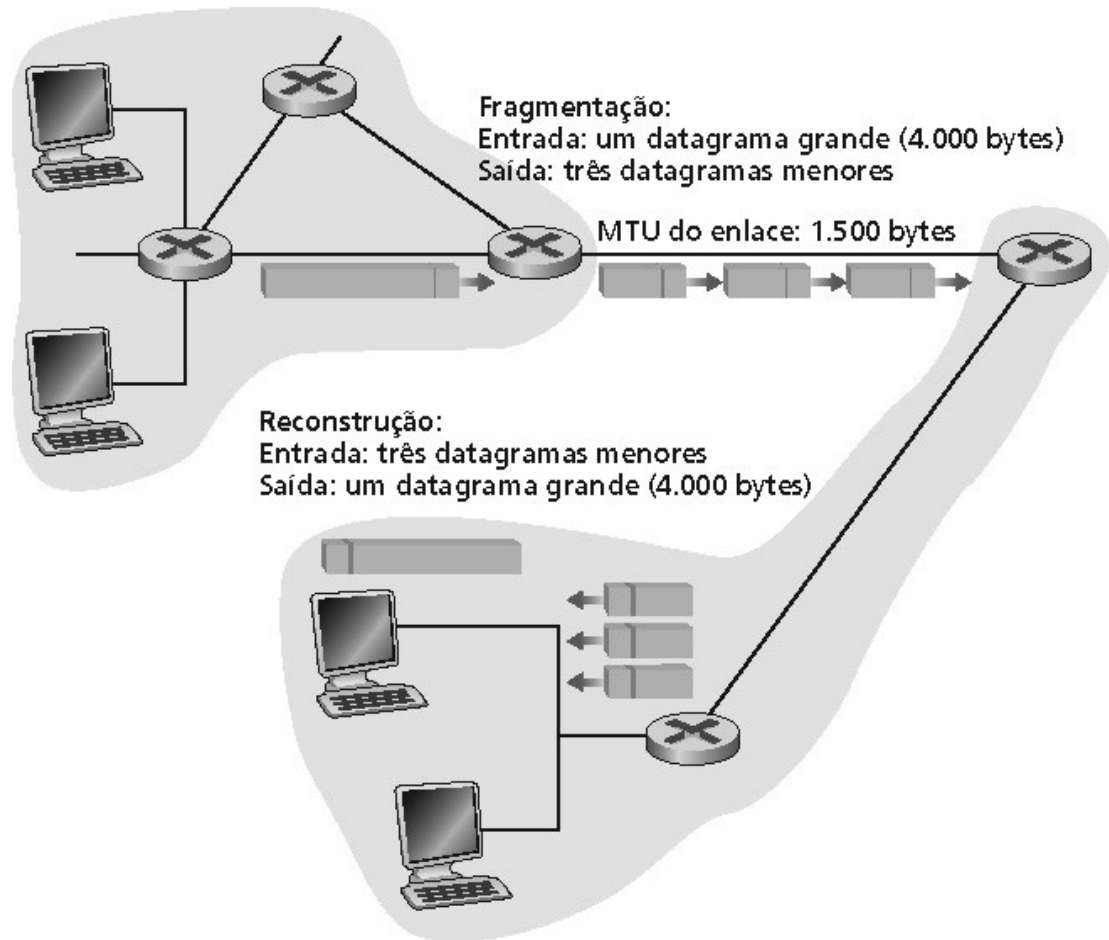 Fragmentação:
Entrada: um datagrama grande (4.000 bytes)
Saída: três datagramas menores
MTU do enlace: 1.500 bytes
Reconstrução:
Entrada: três datagramas menores
Saída: um datagrama grande (4.000 bytes)